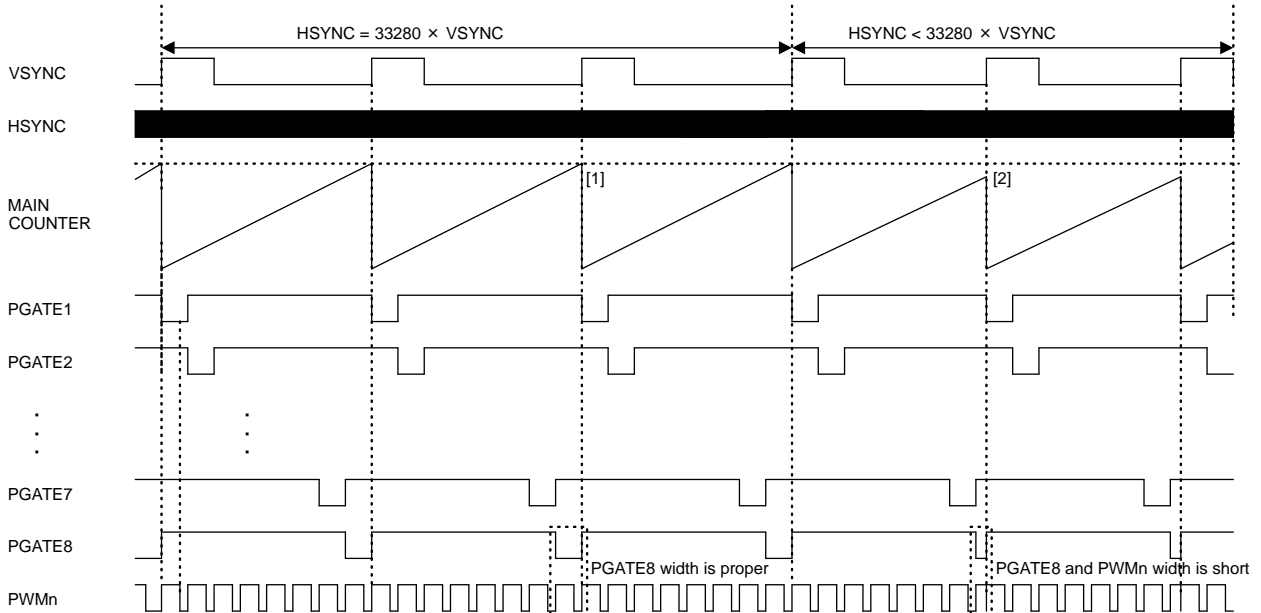 HSYNC = 33280 × VSYNC
HSYNC < 33280 × VSYNC
VSYNC
HSYNC
[1]
[2]
MAIN
COUNTER
PGATE1
PGATE2
PGATE7
PGATE8
PGATE8 width is proper
PGATE8 and PWMn width is short
PWMn